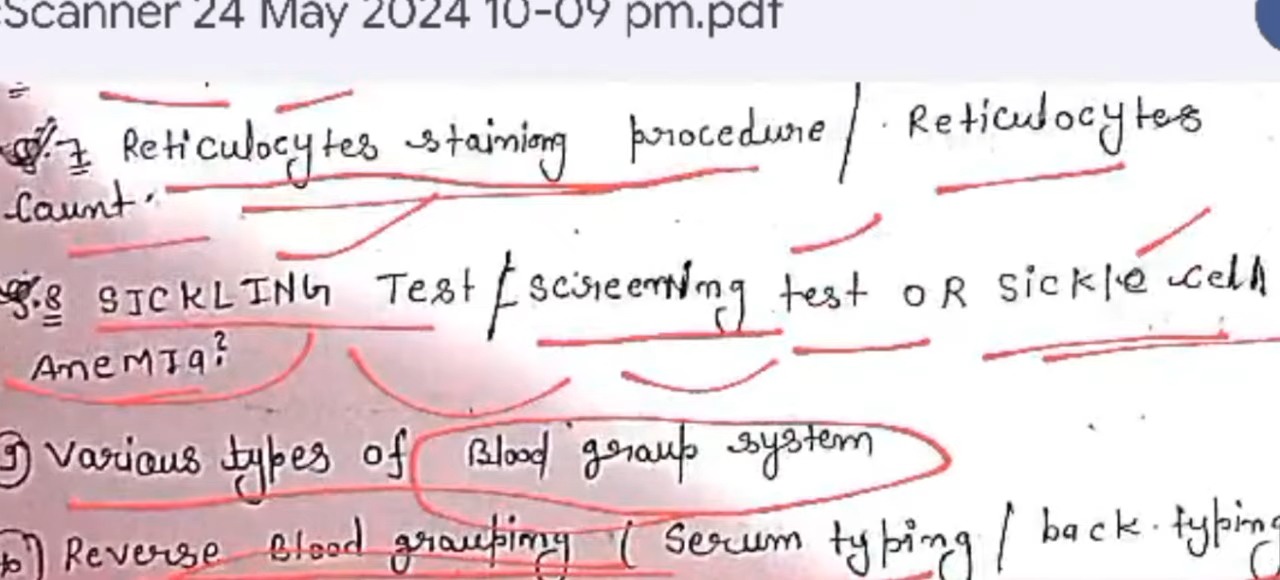 Scanner 24 May 2024 10-09 pm.pdf
Q.7 Reticulocytes staining procedure / Reticulocytes
Count.
Q.8 SICKLING Test / screening test OR Sickle cell
AneMIa?
9) Various types of Blood group system
10) Reverse Blood grouping ( Serum typing / back typing